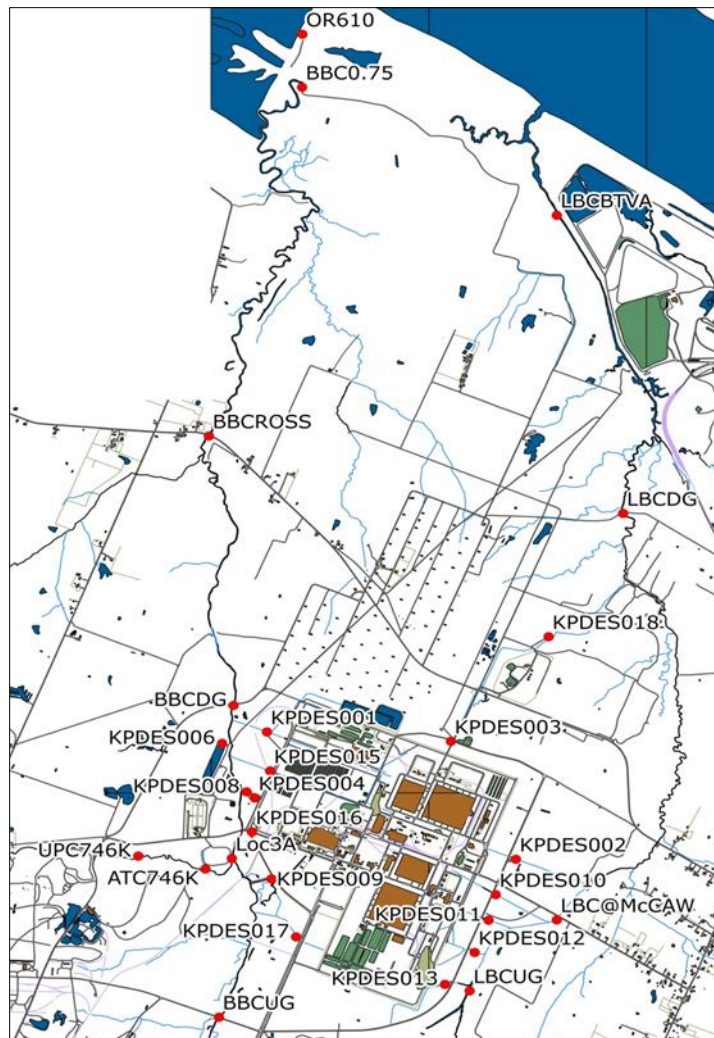 OR610
BBC0.75
LBCBTVA
BBCROSS
LBCDG
KPDES018
BBCDG
KPDES001
KPDES003
KPDES006
KPDES015
KPDES008
KPDES004
KPDES016
UPC746K
Loc3A
KPDES002
ATC746K
KPDES009
KPDES010
LBC@McCAW
KPDES011
KPDES017
KPDES012
KPDES013
LBCUG
BBCUG